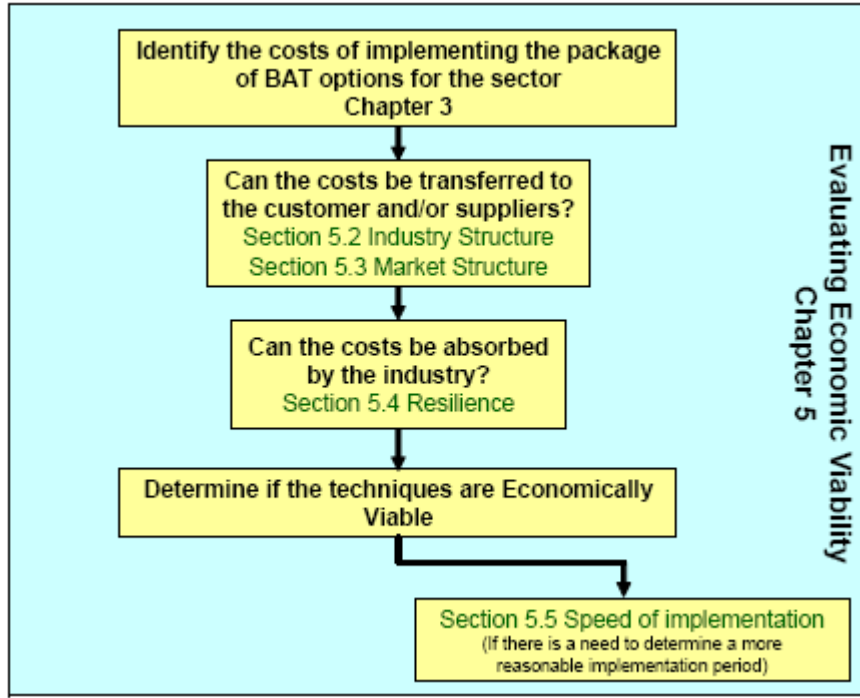 Identify the costs of implementing the package
of BAT options for the sector
Chapter 3
Can the costs be transferred to
the customer and/or suppliers?
Section 5.2 Industry Structure
Section 5.3 Market Structure
Can the costs be absorbed
by the industry?
Section 5.4 Resilience
Determine if the techniques are Economically
Viable
Section 5.5 Speed of implementation
(If there is a need to determine a more
reasonable implementation period)
Evaluating Economic Viability
Chapter 5